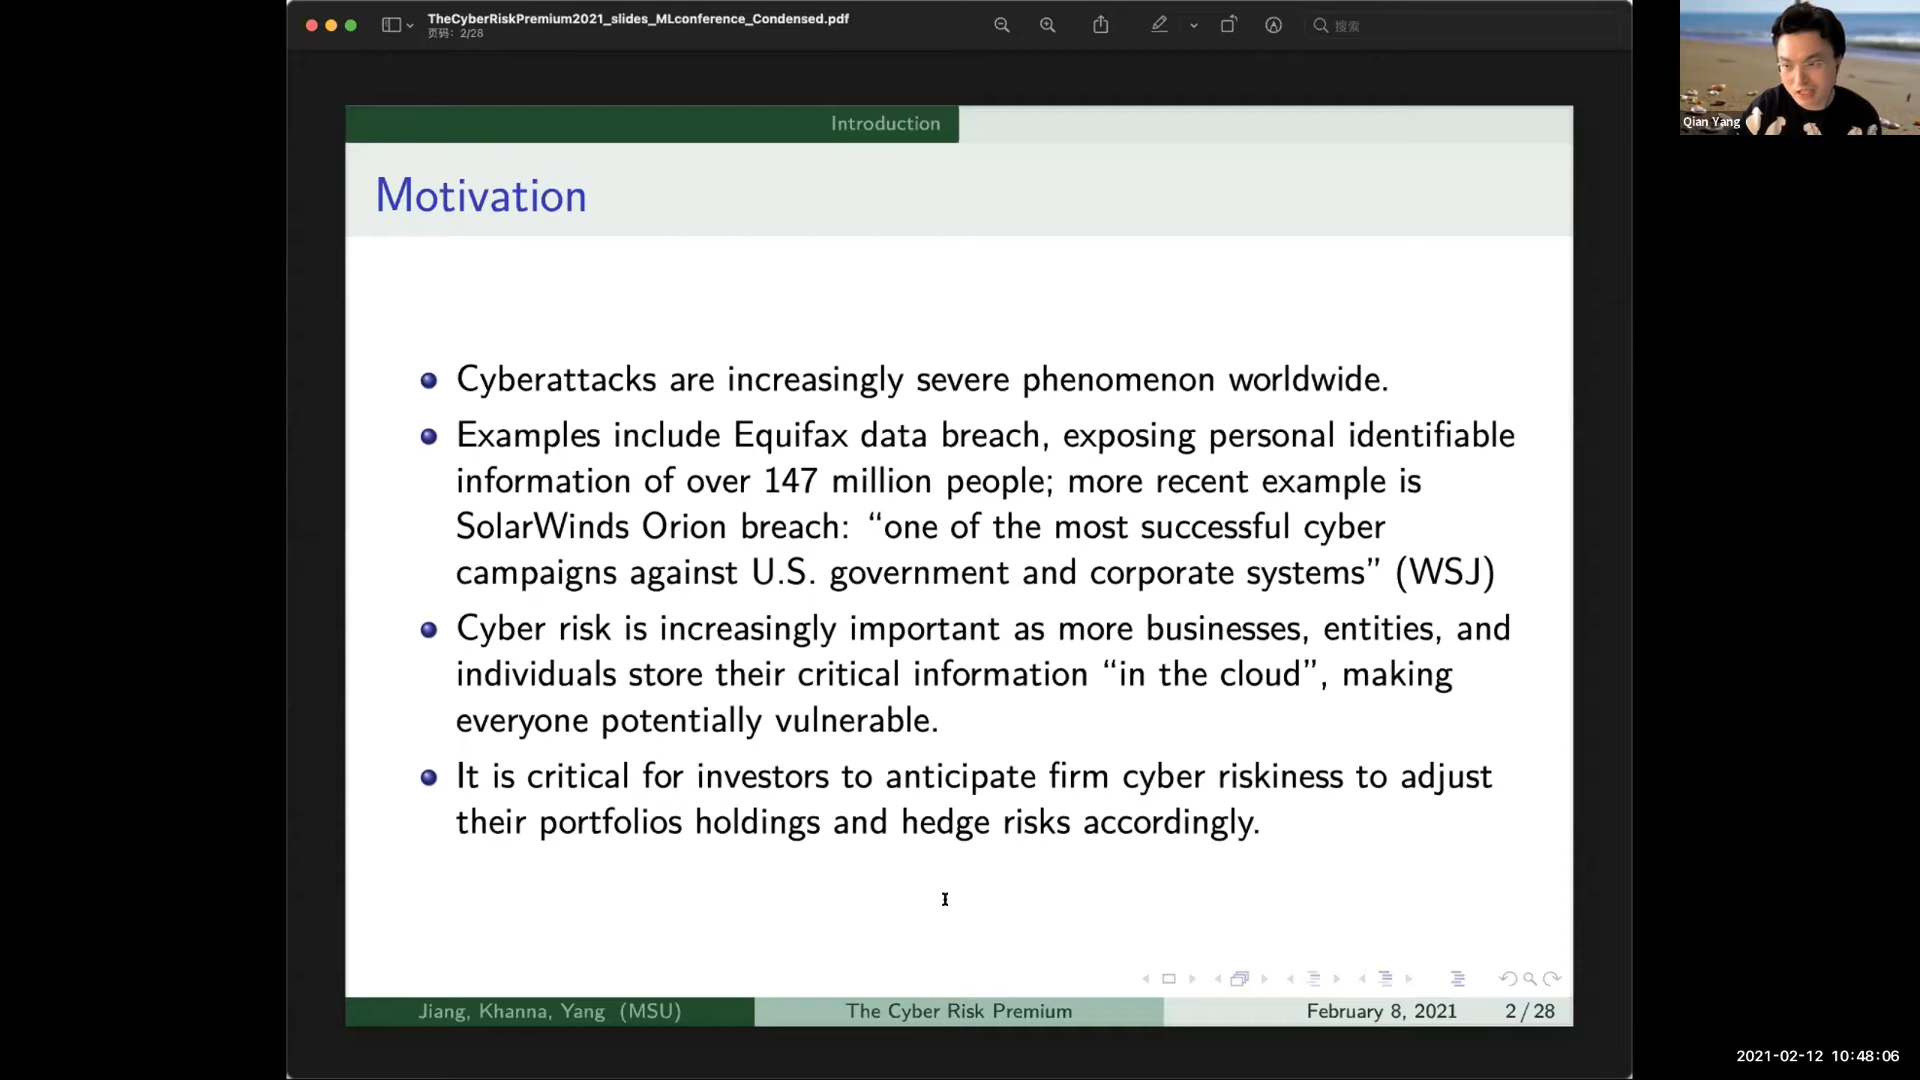 TheCyberRiskPremium2021_slides_MLconference_Condensed.pdf
页码: 2/28
搜索
Qian Yang
Introduction
Motivation
Cyberattacks are increasingly severe phenomenon worldwide.
Examples include Equifax data breach, exposing personal identifiable
information of over 147 million people; more recent example is
SolarWinds Orion breach: “one of the most successful cyber
campaigns against U.S. government and corporate systems” (WSJ)
Cyber risk is increasingly important as more businesses, entities, and
individuals store their critical information “in the cloud”, making
everyone potentially vulnerable.
It is critical for investors to anticipate firm cyber riskiness to adjust
their portfolios holdings and hedge risks accordingly.
Jiang, Khanna, Yang (MSU)
The Cyber Risk Premium
February 8, 2021
2 / 28
2021-02-12 10:48:06